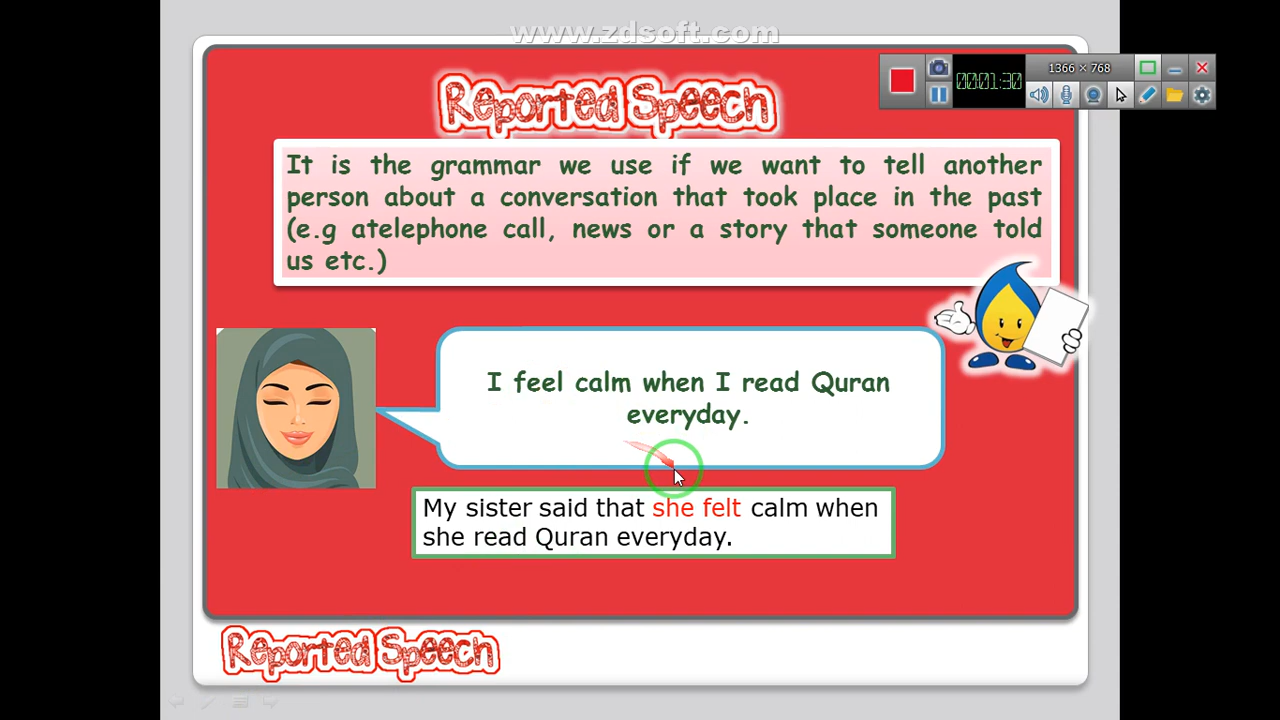 www.zdsoft.com
1366 × 768
00:01:30
Reported Speech
It is the grammar we use if we want to tell another
person about a conversation that took place in the past
(e.g atelephone call, news or a story that someone told
us etc.)
I feel calm when I read Quran
everyday.
My sister said that she felt calm when
she read Quran everyday.
Reported Speech